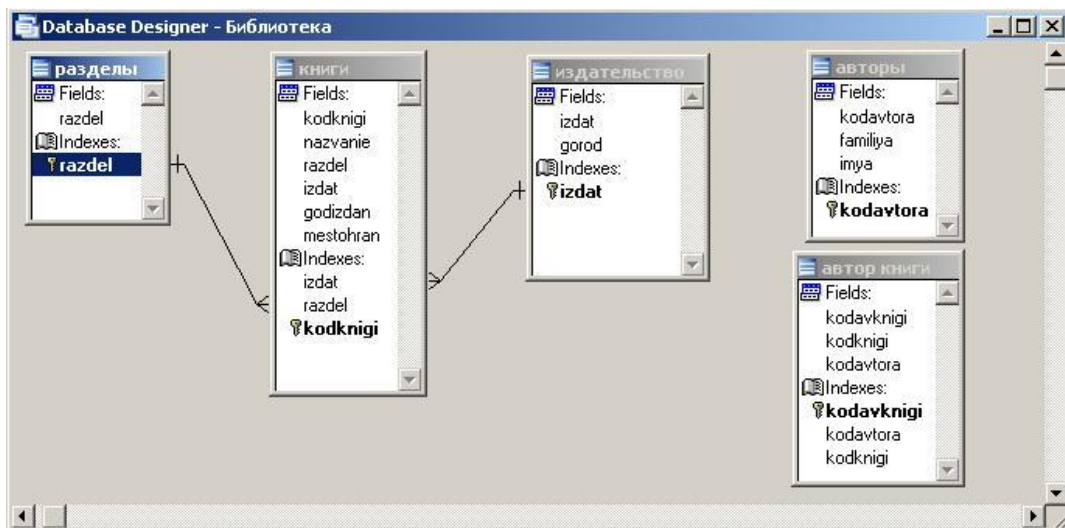 Database Designer - Библиотека
разделы
Fields:
razdel
Indexes:
razdel
книги
Fields:
kodknigi
nazvanie
razdel
izdat
godizdan
mestohran
Indexes:
izdat
razdel
kodknigi
издательство
Fields:
izdat
gorod
Indexes:
izdat
авторы
Fields:
kodavtora
familiya
imya
Indexes:
kodavtora
автор книги
Fields:
kodavknigi
kodknigi
kodavtora
Indexes:
kodavknigi
kodavtora
kodknigi